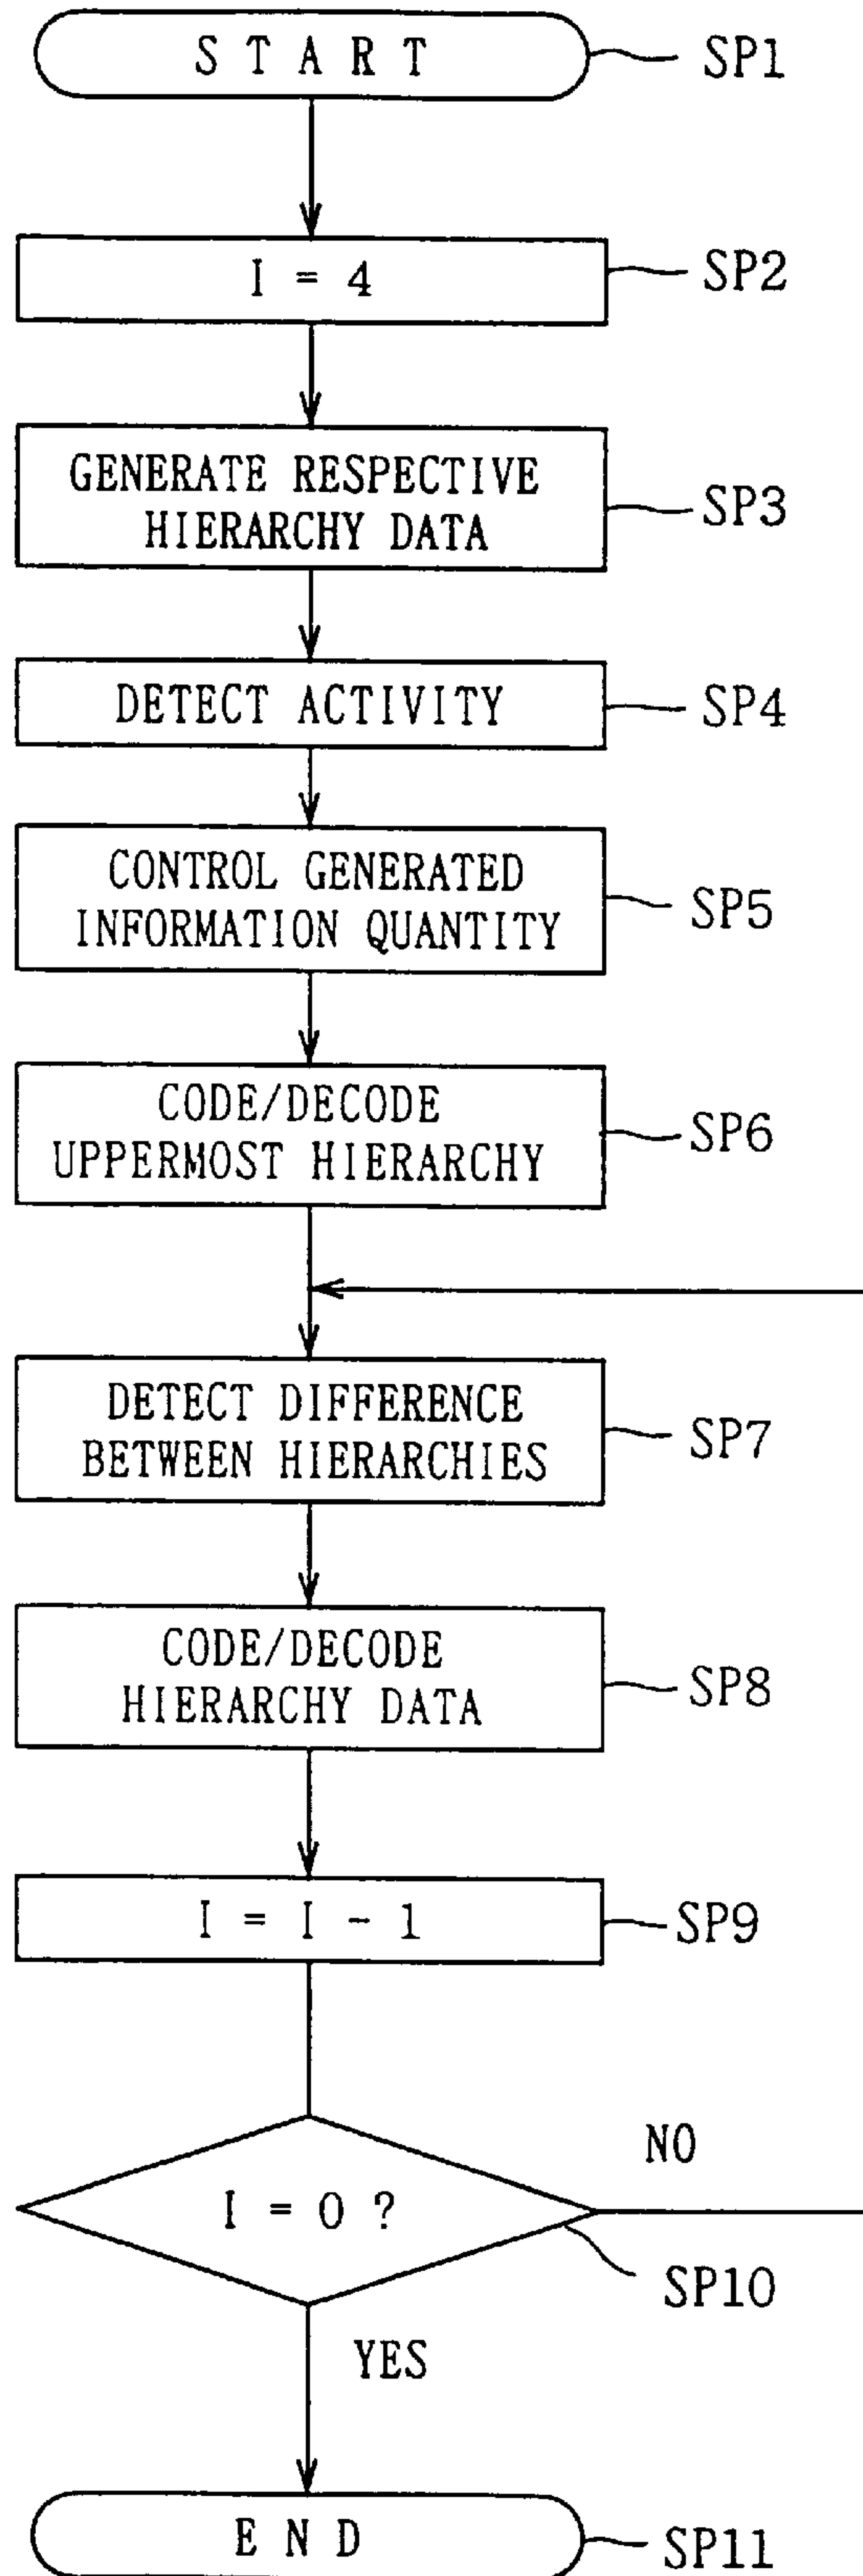 START
SP1
I = 4
SP2
GENERATE RESPECTIVE
HIERARCHY DATA
SP3
DETECT ACTIVITY
SP4
CONTROL GENERATED
INFORMATION QUANTITY
SP5
CODE/DECODE
UPPERMOST HIERARCHY
SP6
DETECT DIFFERENCE
BETWEEN HIERARCHIES
SP7
CODE/DECODE
HIERARCHY DATA
SP8
I = I - 1
SP9
NO
I = 0 ?
SP10
YES
END
SP11